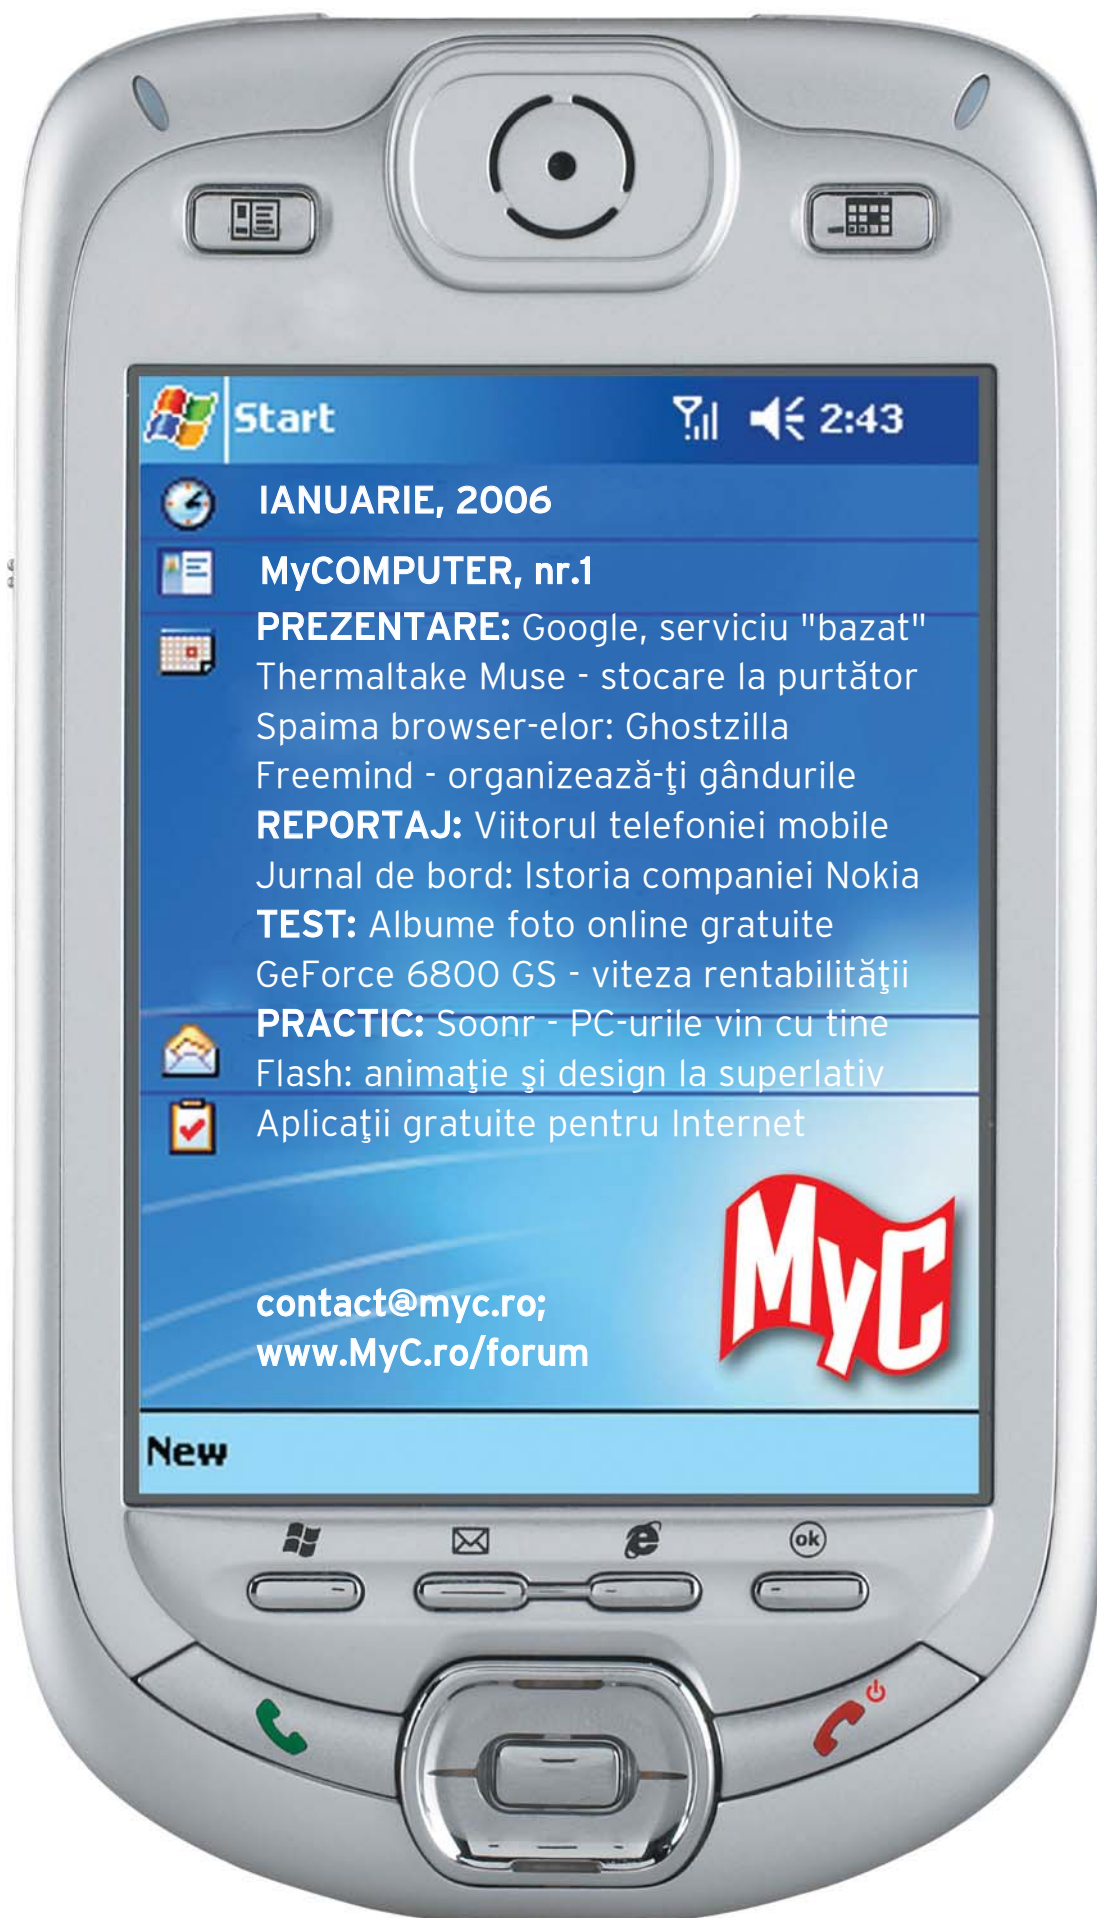 Start 2:43
IANUARIE, 2006
MyCOMPUTER, nr.1
PREZENTARE: Google, serviciu "bazat"
Thermaltake Muse - stocare la purtător
Spaima browser-elor: Ghostzilla
Freemind - organizează-ţi gândurile
REPORTAJ: Viitorul telefoniei mobile
Jurnal de bord: Istoria companiei Nokia
TEST: Albume foto online gratuite
GeForce 6800 GS - viteza rentabilităţii
PRACTIC: Soonr - PC-urile vin cu tine
Flash: animaţie şi design la superlativ
Aplicaţii gratuite pentru Internet
MyC
contact@myc.ro;
www.MyC.ro/forum
New
ok